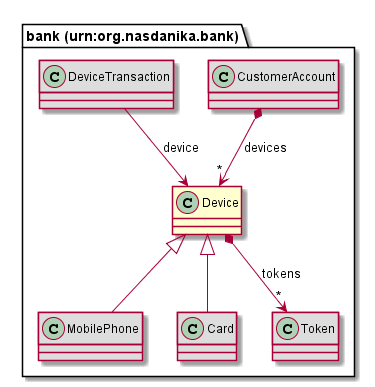 bank (urn:org.nasdanika.bank)
C DeviceTransaction
C CustomerAccount
device
devices
*
C Device
tokens
*
C MobilePhone
C Card
C Token